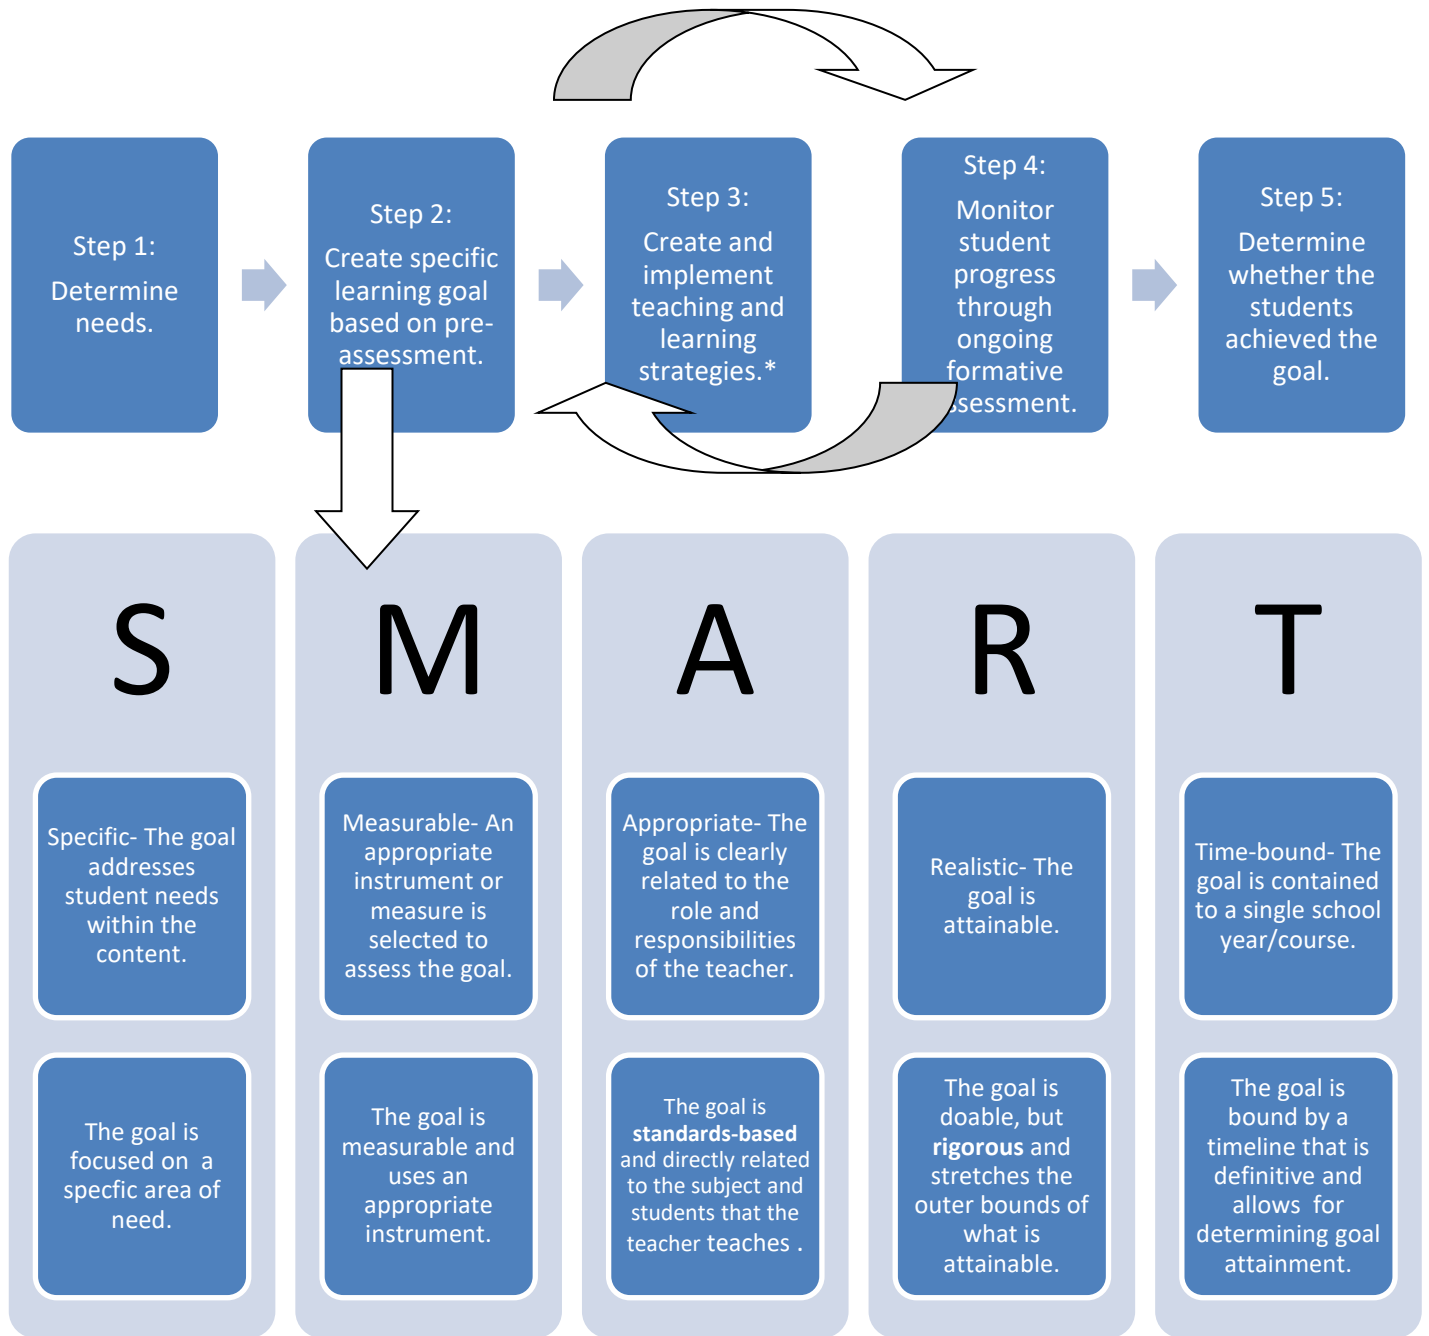 Step 1:
Determine
needs.
Step 2:
Create specific
learning goal
based on pre-
assessment.
Step 3:
Create and
implement
teaching and
learning
strategies.*
Step 4:
Monitor
student
progress
through
ongoing
formative
ssessment.
Step 5:
Determine
whether the
students
achieved the
goal.
S
M
A
R
T
Specific- The goal
addresses
student needs
within the
content.
Measurable- An
appropriate
instrument or
measure is
selected to
assess the goal.
Appropriate- The
goal is clearly
related to the
role and
responsibilities
of the teacher.
Realistic- The
goal is
attainable.
Time-bound- The
goal is contained
to a single school
year/course.
The goal is
focused on a
specfic area of
need.
The goal is
measurable and
uses an
appropriate
instrument.
The goal is
standards-based
and directly related
to the subject and
students that the
teacher teaches .
The goal is
doable, but
rigorous and
stretches the
outer bounds of
what is
attainable.
The goal is
bound by a
timeline that is
definitive and
allows for
determining goal
attainment.